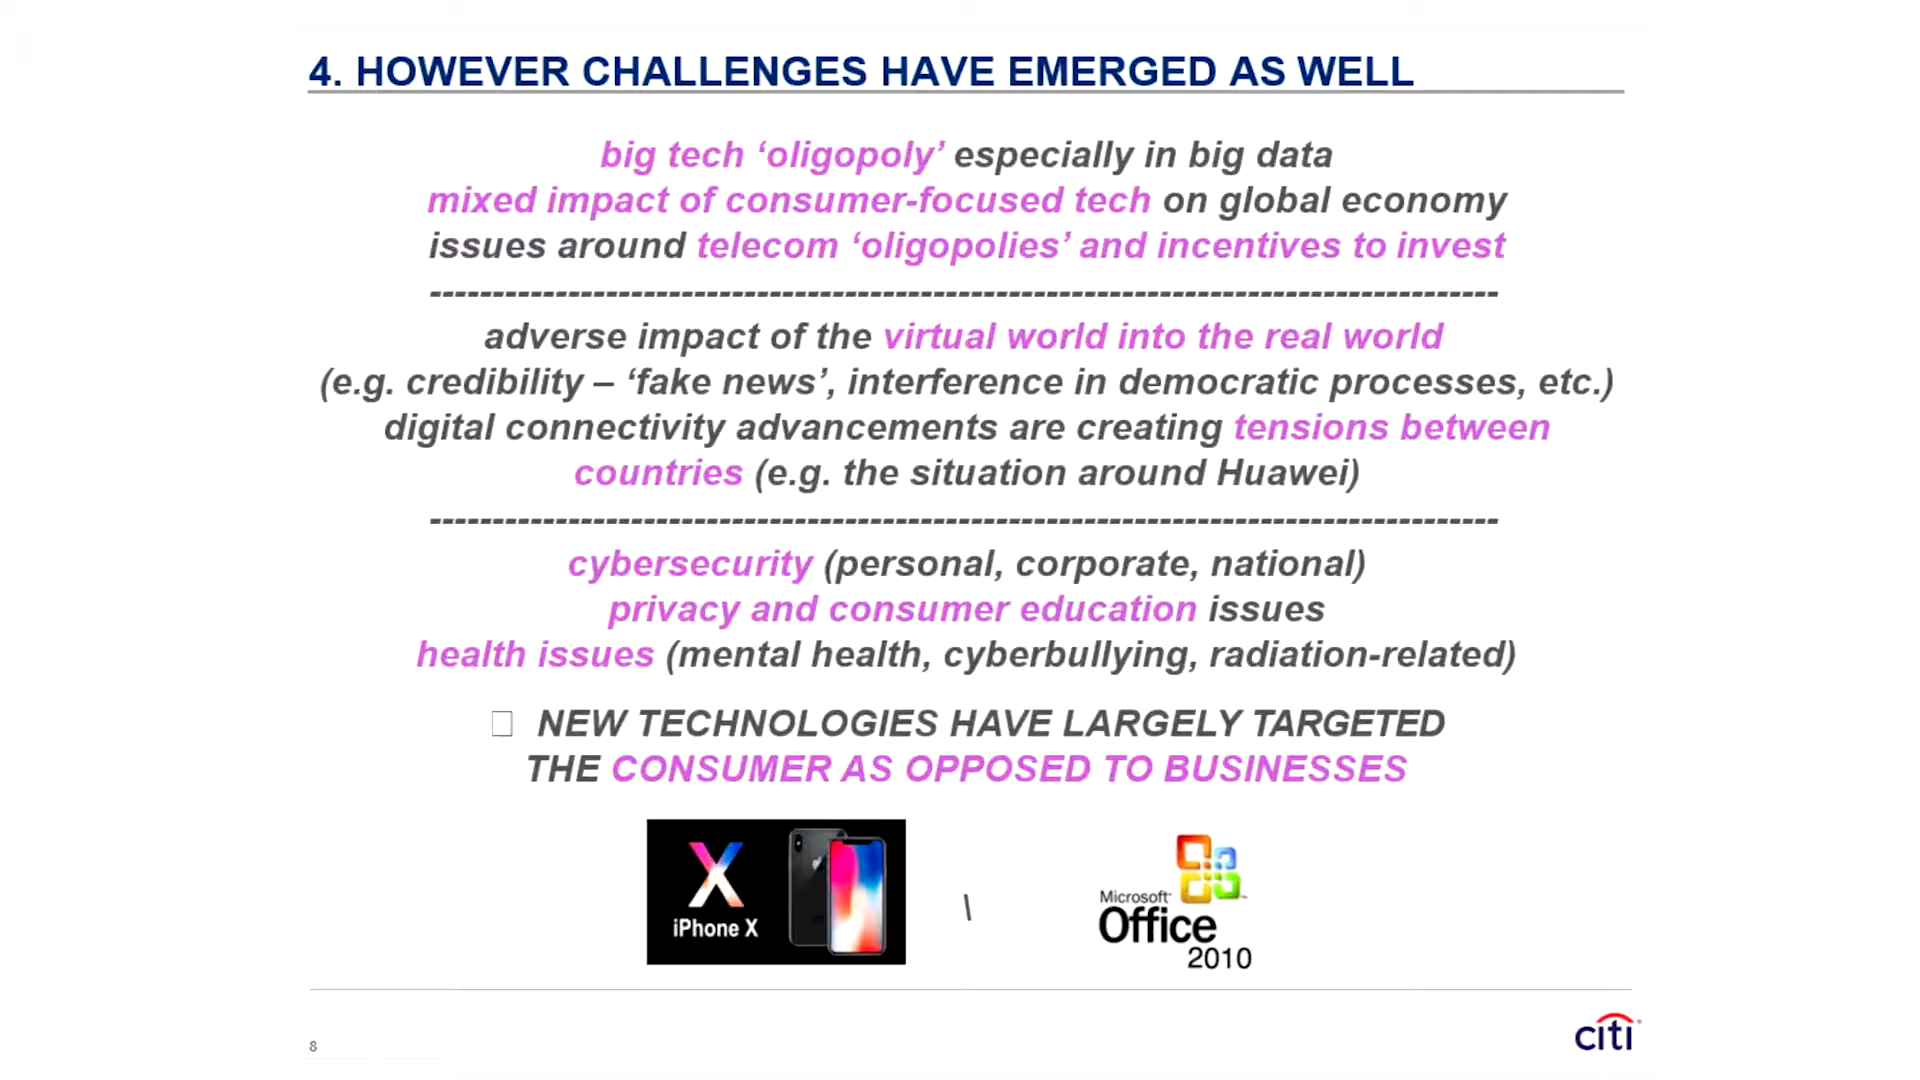 4. HOWEVER CHALLENGES HAVE EMERGED AS WELL
big tech ‘oligopoly’ especially in big data
mixed impact of consumer-focused tech on global economy
issues around telecom ‘oligopolies’ and incentives to invest
-------------------------------------------------------------------------------------
adverse impact of the virtual world into the real world
(e.g. credibility – ‘fake news’, interference in democratic processes, etc.)
digital connectivity advancements are creating tensions between
countries (e.g. the situation around Huawei)
-------------------------------------------------------------------------------------
cybersecurity (personal, corporate, national)
privacy and consumer education issues
health issues (mental health, cyberbullying, radiation-related)
NEW TECHNOLOGIES HAVE LARGELY TARGETED
THE CONSUMER AS OPPOSED TO BUSINESSES
X
iPhone X
\
Microsoft
Office
2010
8
citi